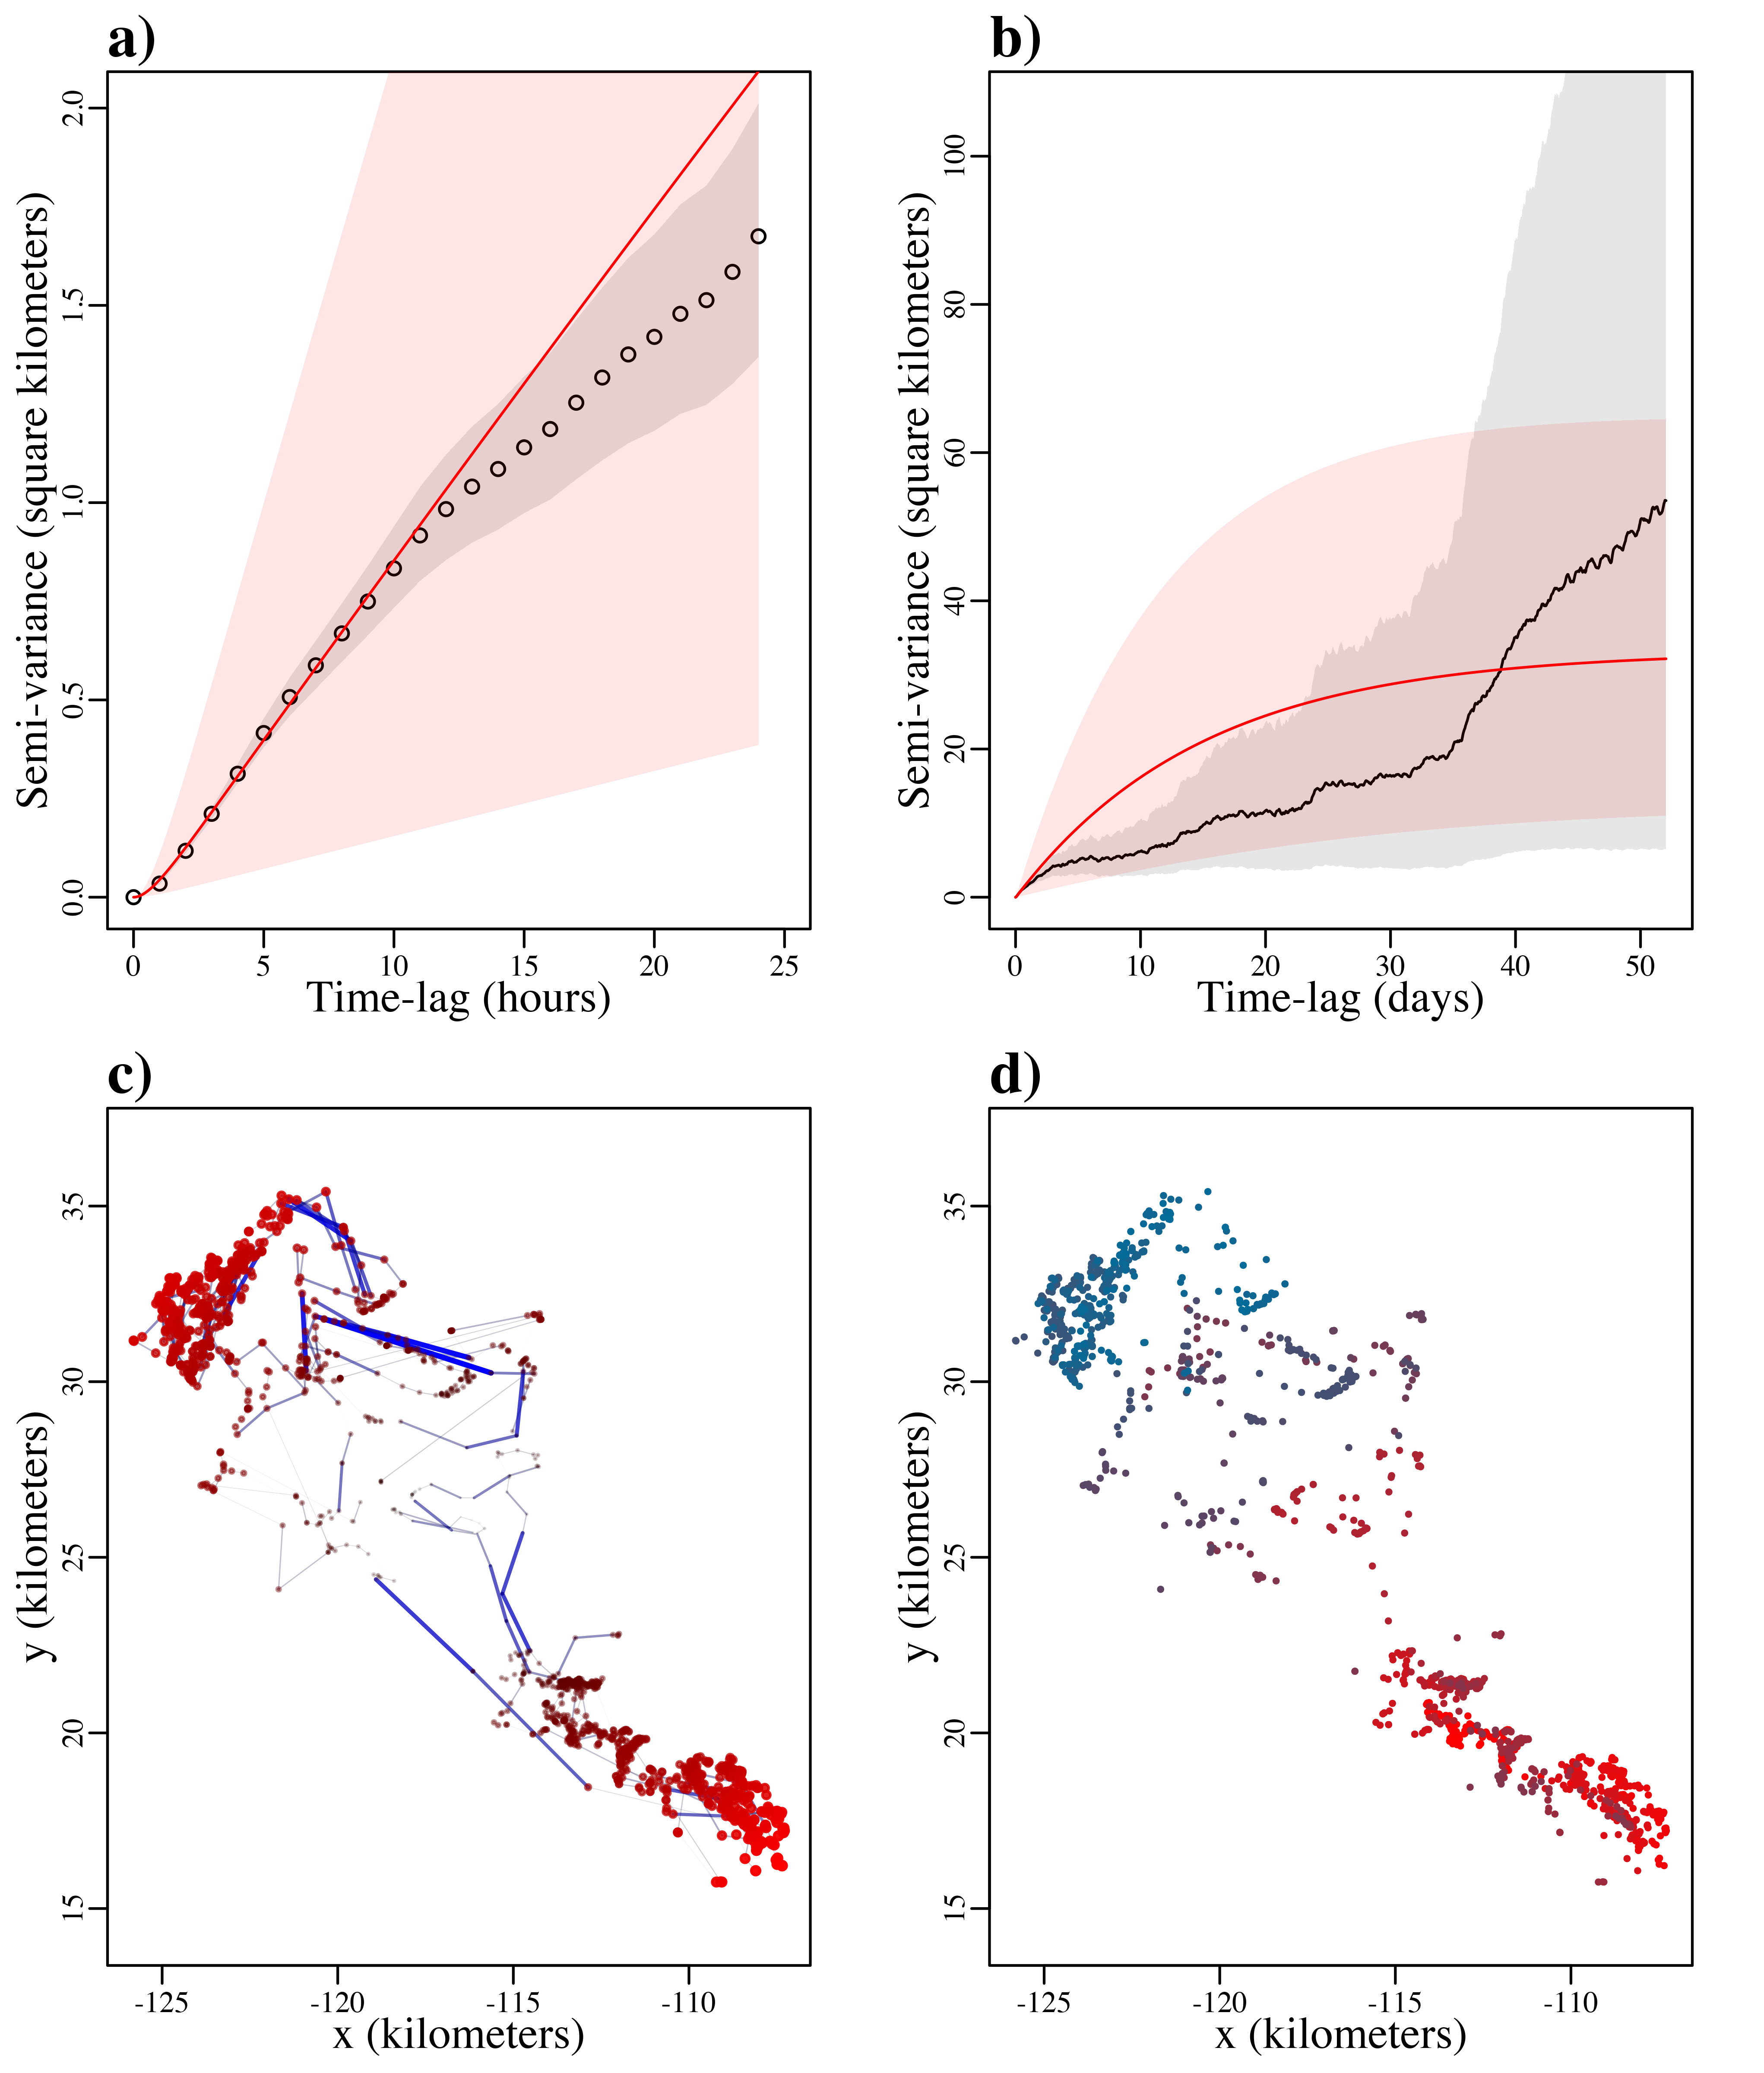 a)
Semi-variance (square kilometers)
2.0
1.5
1.0
0.5
0.0
0 5 10 15 20 25
Time-lag (hours)
b)
Semi-variance (square kilometers)
100
80
60
40
20
0
0 10 20 30 40 50
Time-lag (days)
c)
y (kilometers)
35
30
25
20
15
-125 -120 -115 -110
x (kilometers)
d)
y (kilometers)
35
30
25
20
15
-125 -120 -115 -110
x (kilometers)